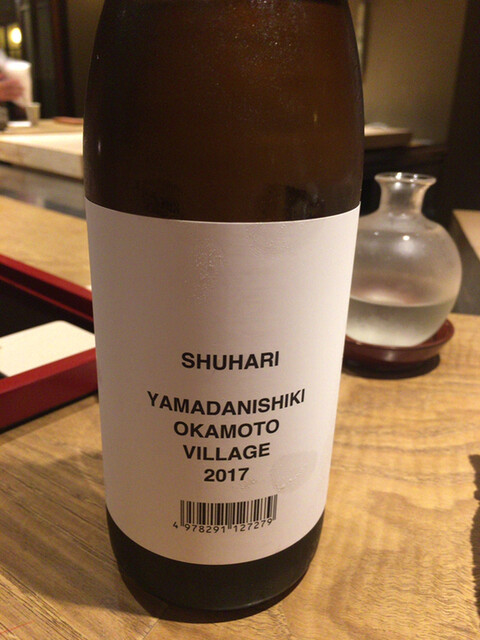 SHUHARI
YAMADANISHIKI
OKAMOTO
VILLAGE
2017
4 978291 127279